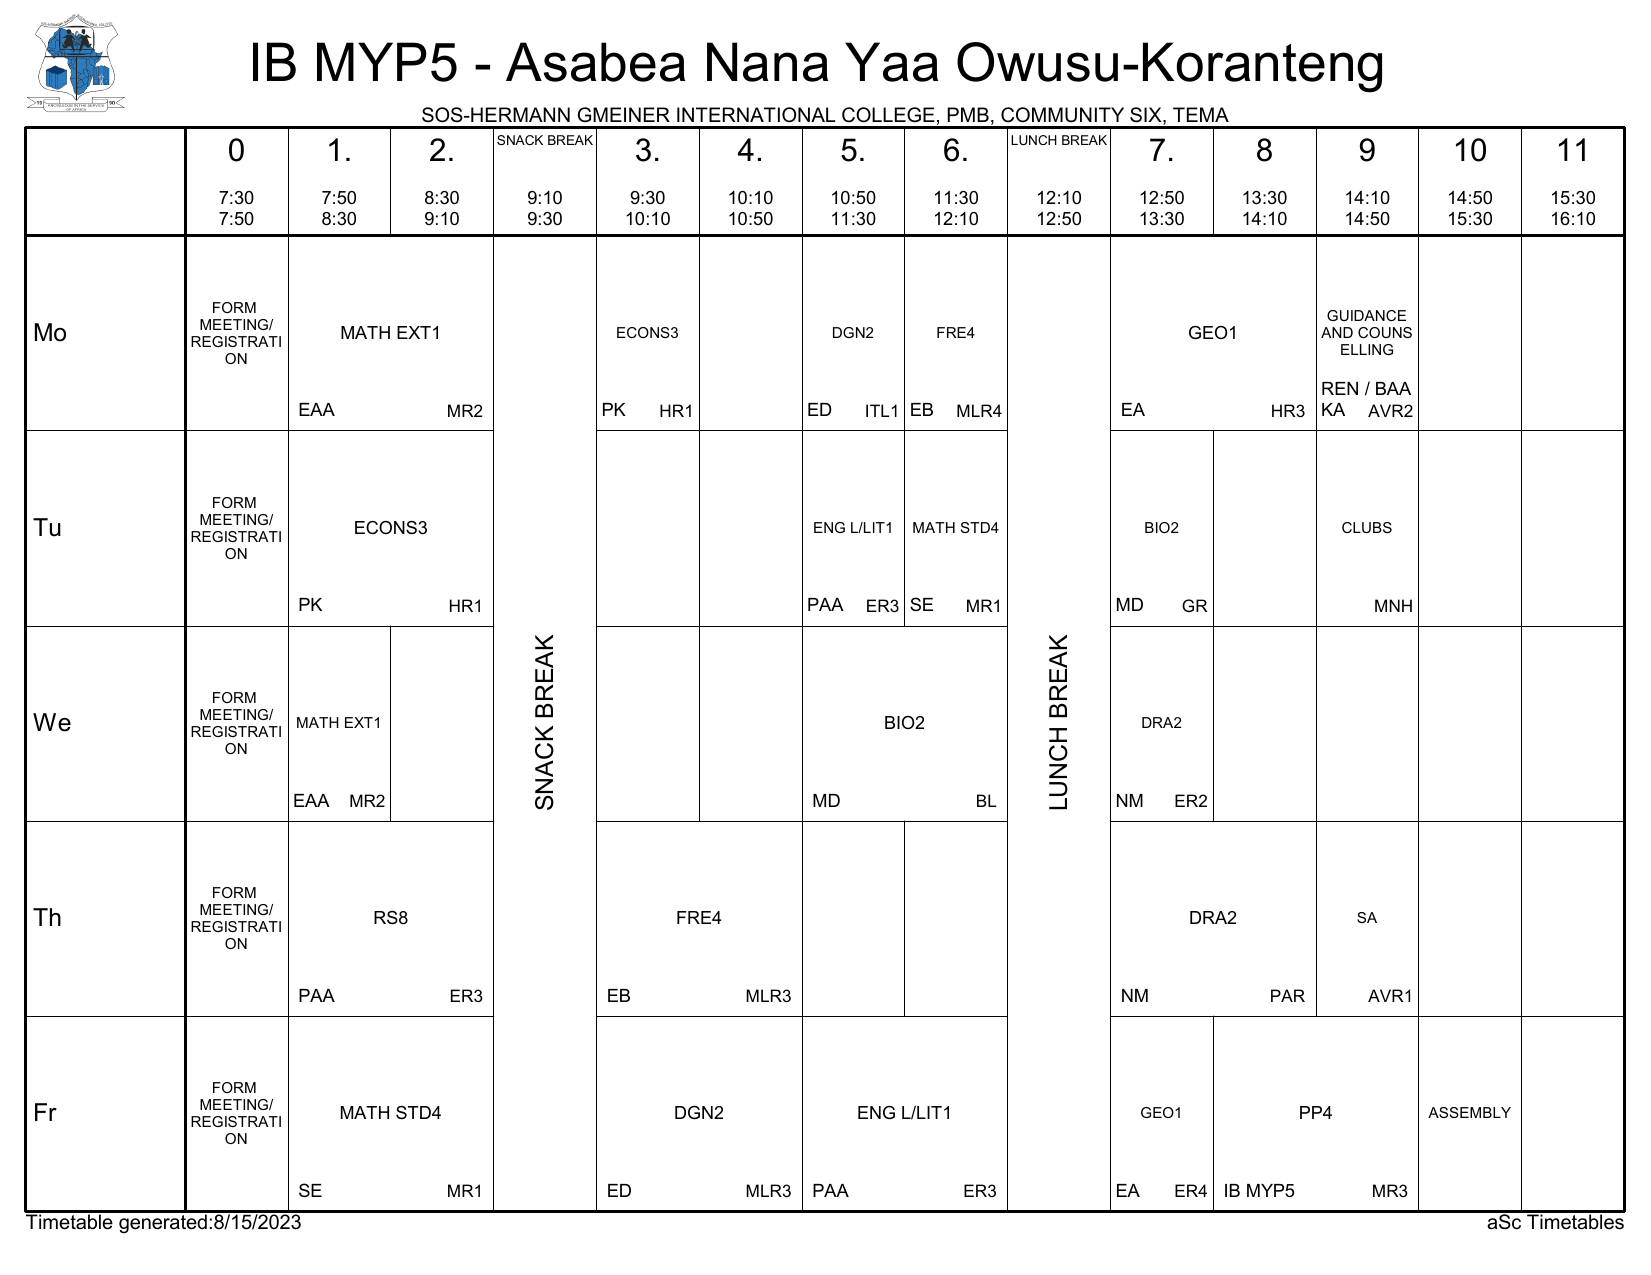 IB MYP5 - Asabea Nana Yaa Owusu-Koranteng
SOS-HERMANN GMEINER INTERNATIONAL COLLEGE, PMB, COMMUNITY SIX, TEMA
0 1. 2. SNACK BREAK 3. 4. 5. 6. LUNCH BREAK 7. 8 9 10 11
7:30 7:50 8:30 9:10 9:30 10:10 10:50 11:30 12:10 12:50 13:30 14:10 14:50 15:30
7:50 8:30 9:10 9:30 10:10 10:50 11:30 12:10 12:50 13:30 14:10 14:50 15:30 16:10
Mo
FORM
MEETING/
REGISTRATI
ON
MATH EXT1
EAA MR2
ECONS3
PK HR1
DGN2
ED ITL1
FRE4
EB MLR4
GEO1
EA HR3
GUIDANCE
AND COUNS
ELLING
REN / BAA
KA AVR2
Tu
FORM
MEETING/
REGISTRATI
ON
ECONS3
PK HR1
ENG L/LIT1
PAA ER3
MATH STD4
SE MR1
BIO2
MD GR
CLUBS
MNH
SNACK BREAK
LUNCH BREAK
We
FORM
MEETING/
REGISTRATI
ON
MATH EXT1
EAA MR2
BIO2
MD BL
DRA2
NM ER2
Th
FORM
MEETING/
REGISTRATI
ON
RS8
PAA ER3
FRE4
EB MLR3
DRA2
NM PAR
SA
AVR1
Fr
FORM
MEETING/
REGISTRATI
ON
MATH STD4
SE MR1
DGN2
ED MLR3
ENG L/LIT1
PAA ER3
GEO1
EA ER4
PP4
IB MYP5 MR3
ASSEMBLY
Timetable generated:8/15/2023
aSc Timetables